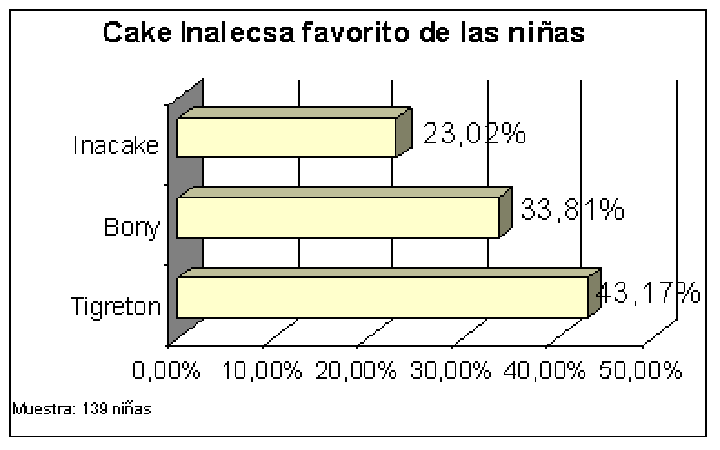 Cake Inalecsa favorito de las niñas
Inacake
23,02%
Bony
33,81%
Tigreton
43,17%
0,00% 10,00% 20,00% 30,00% 40,00% 50,00%
Muestra: 139 niñas